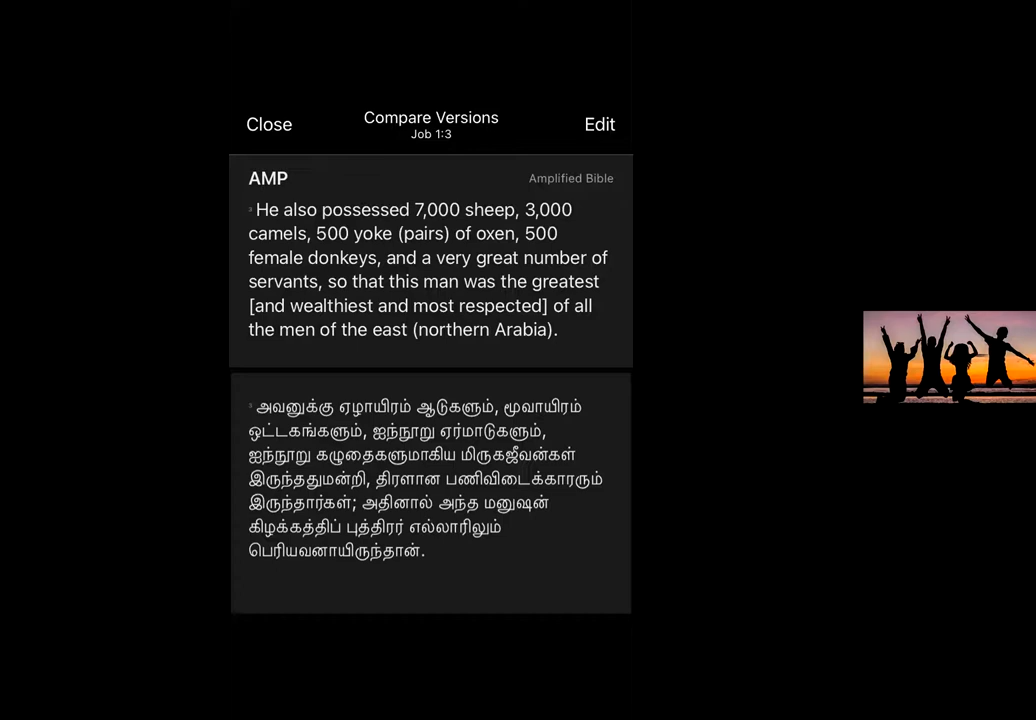 Close
Compare Versions
Edit
Job 1:3
AMP
Amplified Bible
3 He also possessed 7,000 sheep, 3,000
camels, 500 yoke (pairs) of oxen, 500
female donkeys, and a very great number of
servants, so that this man was the greatest
[and wealthiest and most respected] of all
the men of the east (northern Arabia).
3 அவனுக்கு ஏழாயிரம் ஆடுகளும், மூவாயிரம்
ஒட்டகங்களும், ஐந்நூறு ஏர்மாடுகளும்,
ஐந்நூறு கழுதைகளுமாகிய மிருகஜீவன்கள்
இருந்ததுமன்றி, திரளான பணிவிடைக்காரரும்
இருந்தார்கள்; அதினால் அந்த மனுஷன்
கிழக்கத்திப் புத்திரர் எல்லாரிலும்
பெரியவனாயிருந்தான்.